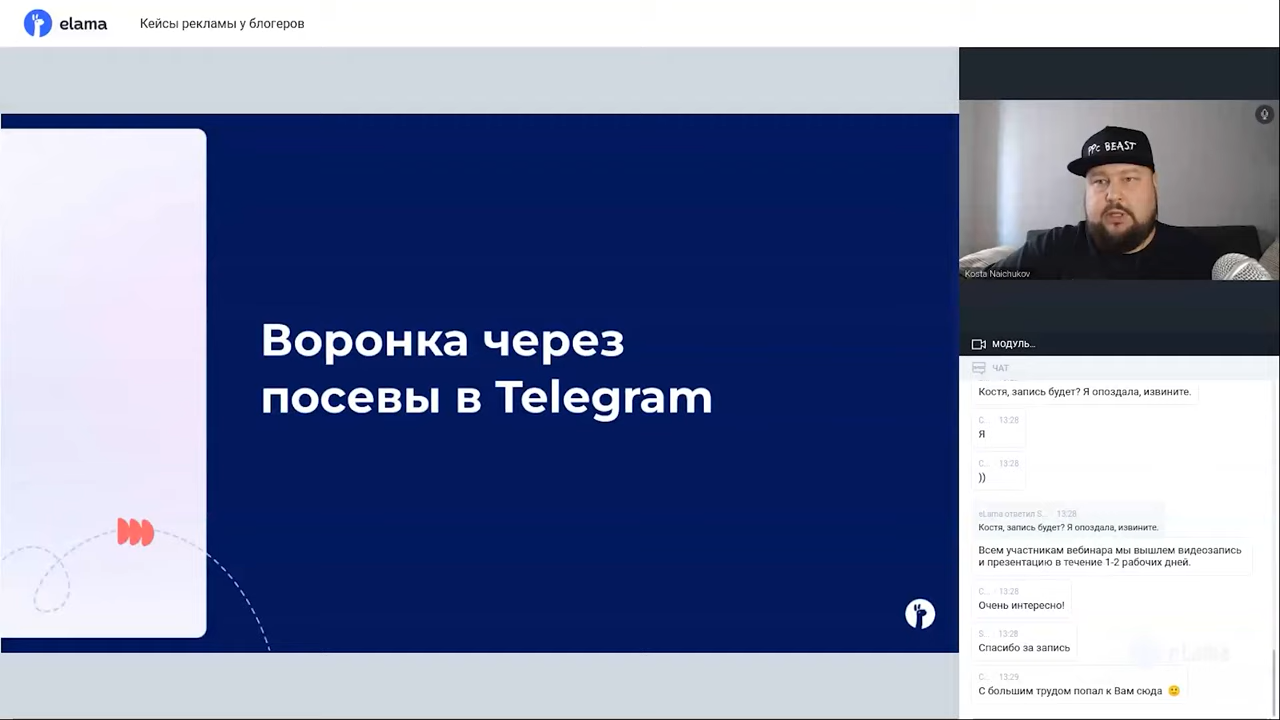 elama
Кейсы рекламы у блогеров
Воронка через
посевы в Telegram
PPC BEAST
Kosta Naichukov
МОДУЛЬ...
ЧАТ
Костя, запись будет? Я опоздала, извините.
С... 13:28
Я
С... 13:28
))
eLama ответил S... 13:28
Костя, запись будет? Я опоздала, извините.
Всем участникам вебинара мы вышлем видеозапись
и презентацию в течение 1-2 рабочих дней.
С... 13:28
Очень интересно!
S... 13:28
Спасибо за запись
elama
С... 13:29
С большим трудом попал к Вам сюда 🙂